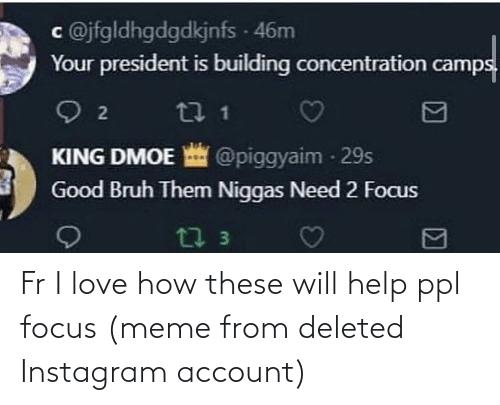 c @jfgldhgdgdkjnfs · 46m
Your president is building concentration camps.
2 1
KING DMOE @piggyaim · 29s
Good Bruh Them Niggas Need 2 Focus
3
Fr I love how these will help ppl
focus (meme from deleted
Instagram account)